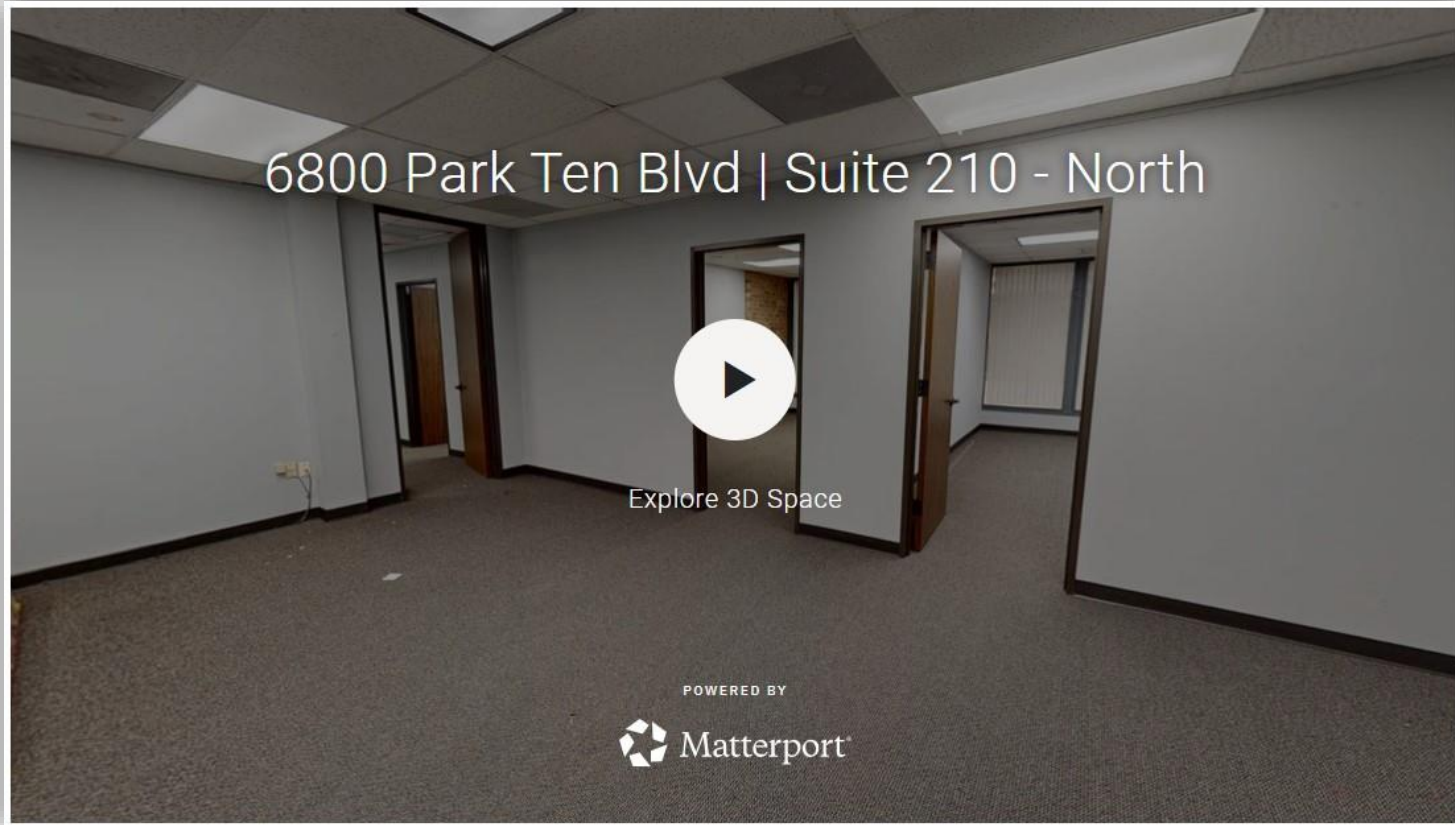 6800 Park Ten Blvd | Suite 210 - North
Explore 3D Space
POWERED BY
Matterport®